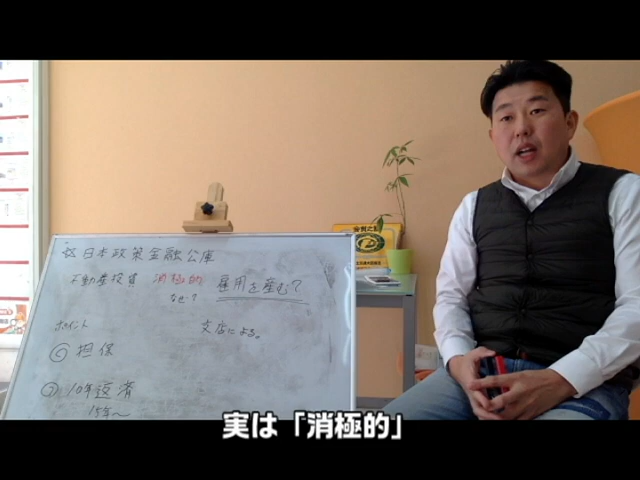 ☆日本政策金融公庫
不動産投資 消極的 雇用を産む?
なぜ?
ポイント
支店による。
① 担保
② 10年返済
15年〜
実は「消極的」